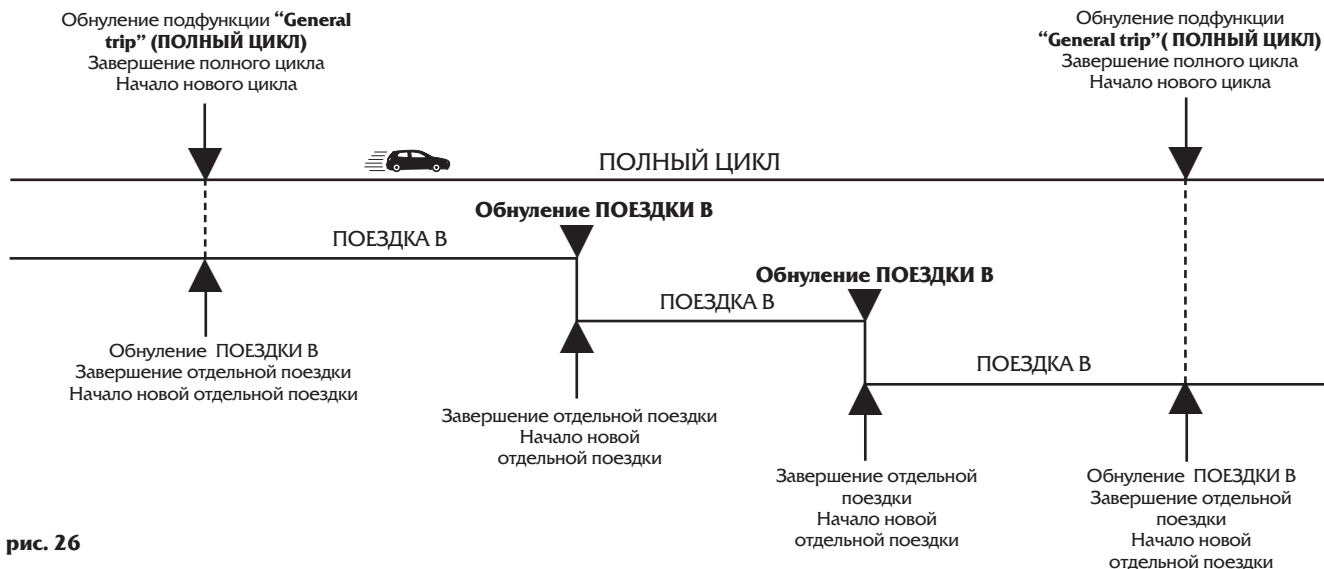 Обнуление подфункции “General
trip” (ПОЛНЫЙ ЦИКЛ)
Завершение полного цикла
Начало нового цикла
Обнуление подфункции
“General trip”( ПОЛНЫЙ ЦИКЛ)
Завершение полного цикла
Начало нового цикла
ПОЛНЫЙ ЦИКЛ
Обнуление ПОЕЗДКИ В
ПОЕЗДКА В
Обнуление ПОЕЗДКИ В
ПОЕЗДКА В
Обнуление ПОЕЗДКИ В
Завершение отдельной поездки
Начало новой отдельной поездки
ПОЕЗДКА В
Завершение отдельной поездки
Начало новой
отдельной поездки
Завершение отдельной
поездки
Начало новой
отдельной поездки
Обнуление ПОЕЗДКИ В
Завершение отдельной
поездки
Начало новой
отдельной поездки
рис. 26